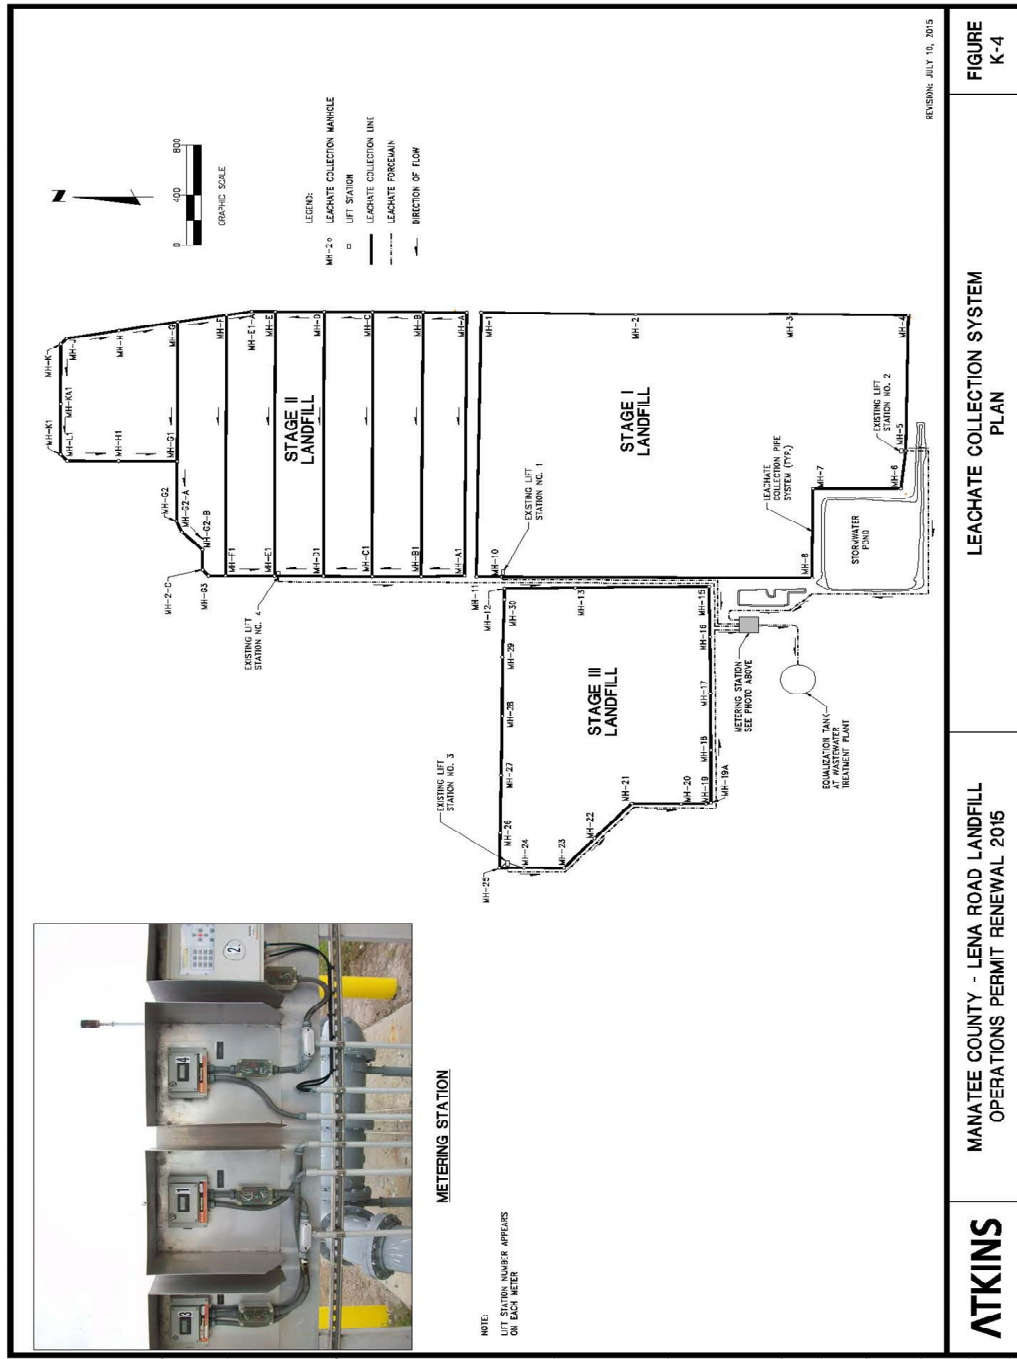 METERING STATION
3
1
4
2
NOTE:
LIFT STATION NUMBER APPEARS
ON EACH METER
N
0
400
800
GRAPHIC SCALE
LEGEND:
MH-2
LEACHATE COLLECTION MANHOLE
LIFT STATION
LEACHATE COLLECTION LINE
LEACHATE FORCEMAIN
DIRECTION OF FLOW
MH-K1
MH-L1
MH-KA1
MH-K
MH-J
MH-H1
MH-H
MH-G1
MH-G
MH-G2
MH-G2-A
MH-G2-B
MH-2-C
MH-G3
MH-F1
MH-F
MH-E1-A
MH-E1
MH-E
STAGE II
LANDFILL
MH-D1
MH-D
MH-C1
MH-C
MH-B1
MH-B
MH-A1
MH-A
EXISTING LIFT
STATION NO. 4
MH-11
MH-10
MH-1
EXISTING LIFT
STATION NO. 1
STAGE I
LANDFILL
MH-2
MH-3
MH-4
EXISTING LIFT
STATION NO. 2
MH-5
MH-6
MH-7
MH-8
LEACHATE
COLLECTION PIPE
SYSTEM (TYP.)
STORMWATER
POND
MH-12
MH-30
MH-29
MH-28
MH-27
MH-26
MH-25
EXISTING LIFT
STATION NO. 3
MH-24
MH-23
MH-22
MH-21
MH-20
MH-19
MH-19A
MH-18
MH-17
MH-16
MH-15
MH-13
STAGE III
LANDFILL
METERING STATION
SEE PHOTO ABOVE
EQUALIZATION TANK
AT WASTEWATER
TREATMENT PLANT
REVISION: JULY 10, 2015
ATKINS
MANATEE COUNTY - LENA ROAD LANDFILL
OPERATIONS PERMIT RENEWAL 2015
LEACHATE COLLECTION SYSTEM
PLAN
FIGURE
K-4